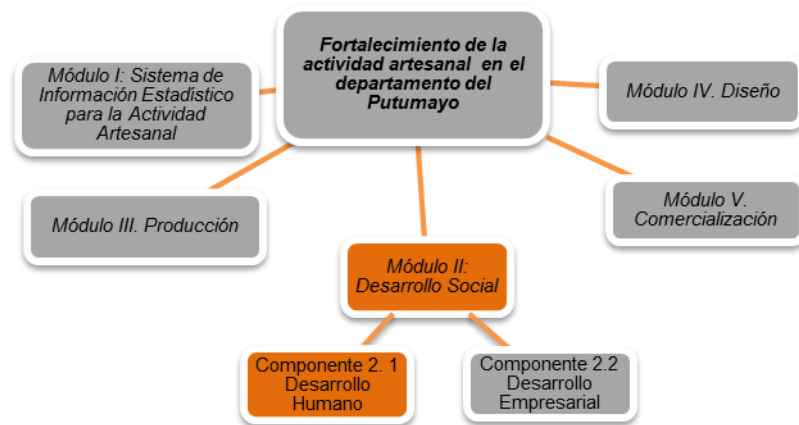 Fortalecimiento de la
actividad artesanal en el
departamento del
Putumayo
Módulo I: Sistema de
Información Estadístico
para la Actividad
Artesanal
Módulo IV. Diseño
Módulo III. Producción
Módulo V.
Comercialización
Módulo II:
Desarrollo Social
Componente 2. 1
Desarrollo
Humano
Componente 2.2
Desarrollo
Empresarial